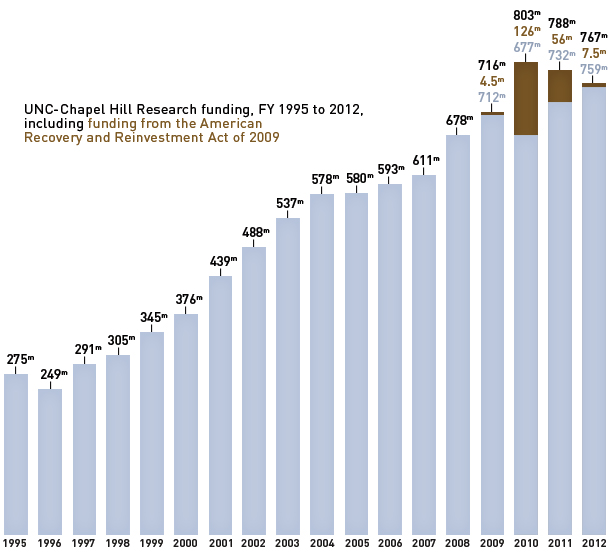 803ᵐ
126ᵐ
677ᵐ
788ᵐ
56ᵐ
732ᵐ
767ᵐ
7.5ᵐ
759ᵐ
716ᵐ
4.5ᵐ
712ᵐ
UNC-Chapel Hill Research funding, FY 1995 to 2012,
including funding from the American
Recovery and Reinvestment Act of 2009
678ᵐ
611ᵐ
593ᵐ
580ᵐ
578ᵐ
537ᵐ
488ᵐ
439ᵐ
376ᵐ
345ᵐ
305ᵐ
291ᵐ
275ᵐ
249ᵐ
1995 1996 1997 1998 1999 2000 2001 2002 2003 2004 2005 2006 2007 2008 2009 2010 2011 2012